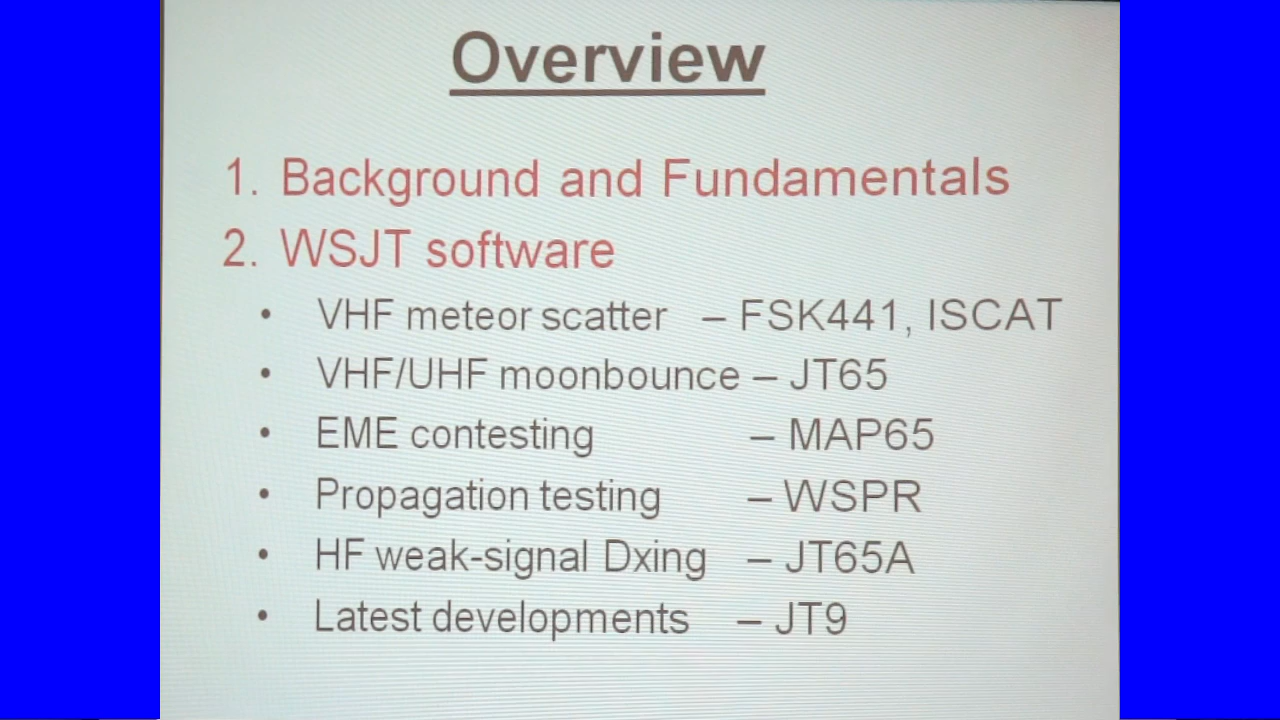 Overview
1. Background and Fundamentals
2. WSJT software
• VHF meteor scatter – FSK441, ISCAT
• VHF/UHF moonbounce – JT65
• EME contesting – MAP65
• Propagation testing – WSPR
• HF weak-signal Dxing – JT65A
• Latest developments – JT9